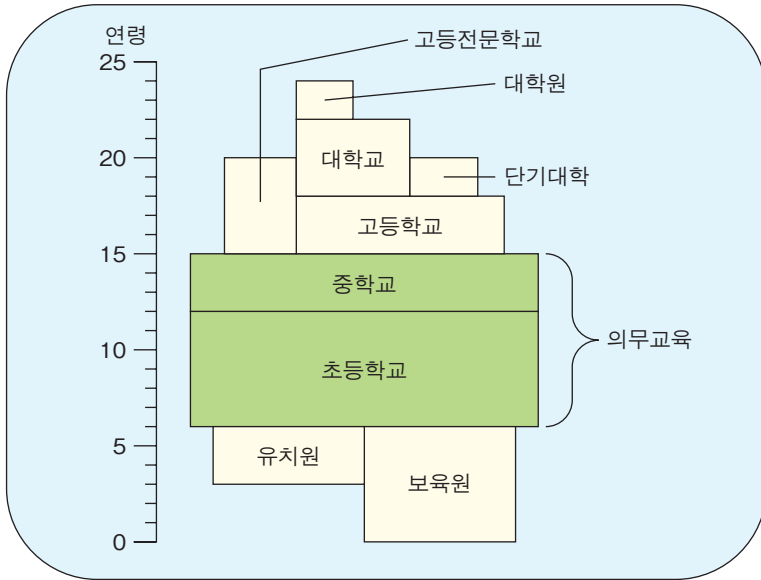 연령
고등전문학교
25
대학원
대학교
20
단기대학
고등학교
15
중학교
의무교육
10
초등학교
5
유치원
보육원
0